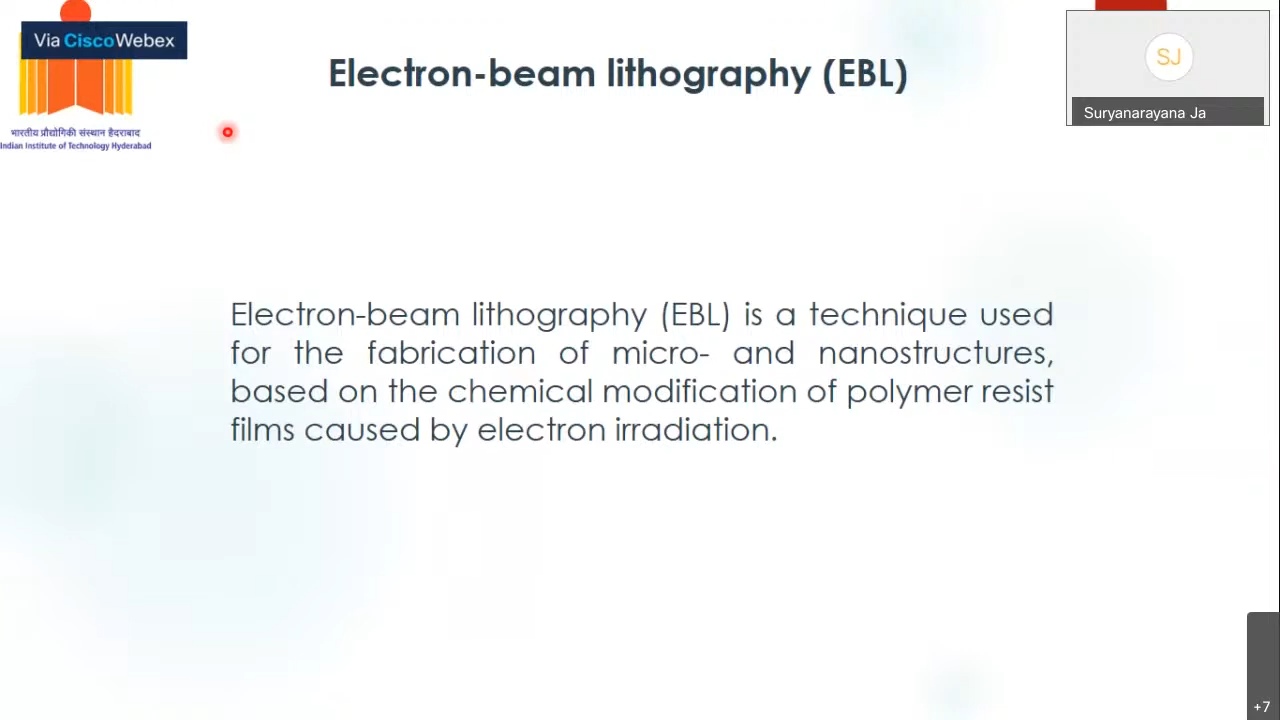 Via CiscoWebex
Electron-beam lithography (EBL)
SJ
Suryanarayana Ja
भारतीय प्रौद्योगिकी संस्थान हैदराबाद
Indian Institute of Technology Hyderabad
Electron-beam lithography (EBL) is a technique used
for the fabrication of micro- and nanostructures,
based on the chemical modification of polymer resist
films caused by electron irradiation.
+7